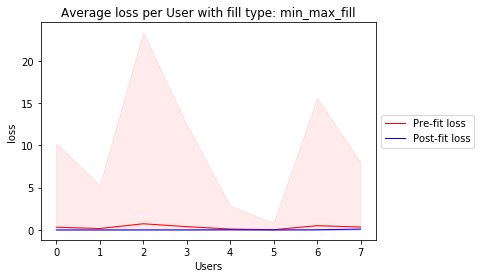 Average loss per User with fill type: min_max_fill
loss
20
15
10
5
0
0 1 2 3 4 5 6 7
Users
Pre-fit loss
Post-fit loss